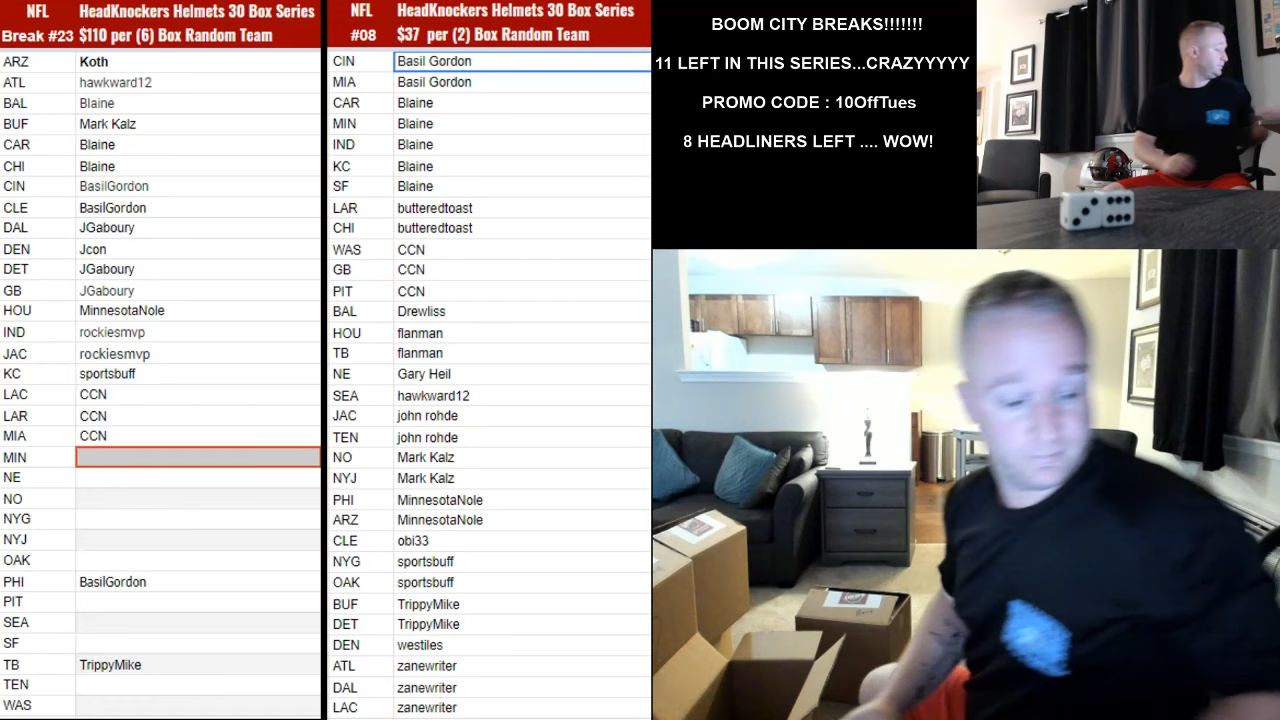 NFL HeadKnockers Helmets 30 Box Series
Break #23 $110 per (6) Box Random Team
ARZ Koth
ATL hawkward12
BAL Blaine
BUF Mark Kalz
CAR Blaine
CHI Blaine
CIN BasilGordon
CLE BasilGordon
DAL JGaboury
DEN Jcon
DET JGaboury
GB JGaboury
HOU MinnesotaNole
IND rockiesmvp
JAC rockiesmvp
KC sportsbuff
LAC CCN
LAR CCN
MIA CCN
MIN
NE
NO
NYG
NYJ
OAK
PHI BasilGordon
PIT
SEA
SF
TB TrippyMike
TEN
WAS
NFL HeadKnockers Helmets 30 Box Series
#08 $37 per (2) Box Random Team
CIN Basil Gordon
MIA Basil Gordon
CAR Blaine
MIN Blaine
IND Blaine
KC Blaine
SF Blaine
LAR butteredtoast
CHI butteredtoast
WAS CCN
GB CCN
PIT CCN
BAL Drewliss
HOU flanman
TB flanman
NE Gary Heil
SEA hawkward12
JAC john rohde
TEN john rohde
NO Mark Kalz
NYJ Mark Kalz
PHI MinnesotaNole
ARZ MinnesotaNole
CLE obi33
NYG sportsbuff
OAK sportsbuff
BUF TrippyMike
DET TrippyMike
DEN westiles
ATL zanewriter
DAL zanewriter
LAC zanewriter
BOOM CITY BREAKS!!!!!!!
11 LEFT IN THIS SERIES...CRAZYYYYY
PROMO CODE : 10OffTues
8 HEADLINERS LEFT .... WOW!